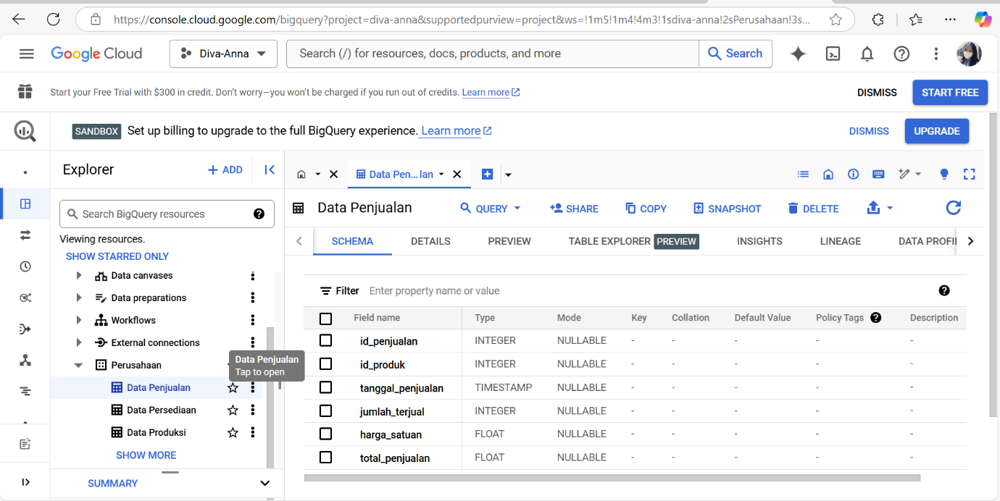 https://console.cloud.google.com/bigquery?project=diva-anna&supportedpurview=project&ws=!1m5!1m4!4m3!1sdiva-anna!2sPerusahaan!3s...
Google Cloud
Diva-Anna
Search (/) for resources, docs, products, and more
Search
Start your Free Trial with $300 in credit. Don't worry—you won't be charged if you run out of credits. Learn more
DISMISS
START FREE
SANDBOX Set up billing to upgrade to the full BigQuery experience. Learn more
DISMISS
UPGRADE
Explorer
+ ADD
Search BigQuery resources
Viewing resources.
SHOW STARRED ONLY
Data canvases
Data preparations
Workflows
External connections
Perusahaan
Data Penjualan
Tap to open
Data Penjualan
Data Persediaan
Data Produksi
SHOW MORE
SUMMARY
Data Pen... lan
Data Penjualan
QUERY
SHARE
COPY
SNAPSHOT
DELETE
SCHEMA
DETAILS
PREVIEW
TABLE EXPLORER PREVIEW
INSIGHTS
LINEAGE
DATA PROFI
Filter Enter property name or value
Field name Type Mode Key Collation Default Value Policy Tags Description
id_penjualan INTEGER NULLABLE - - - - -
id_produk INTEGER NULLABLE - - - - -
tanggal_penjualan TIMESTAMP NULLABLE - - - - -
jumlah_terjual INTEGER NULLABLE - - - - -
harga_satuan FLOAT NULLABLE - - - - -
total_penjualan FLOAT NULLABLE - - - - -